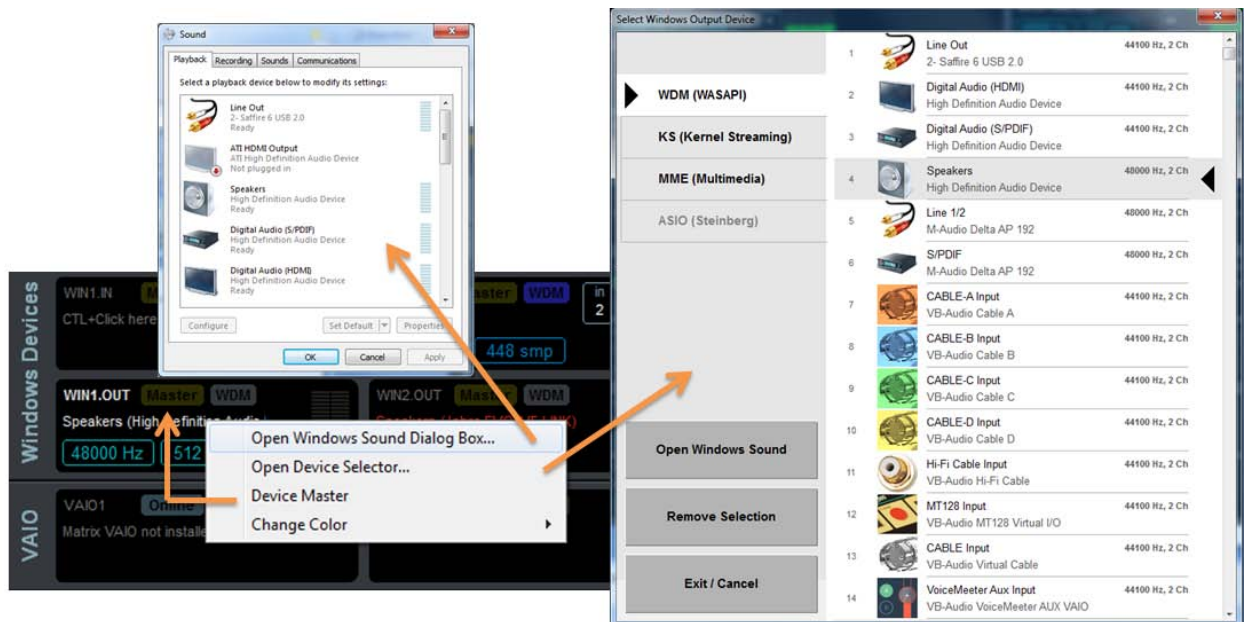 Sound
Playback Recording Sounds Communications
Select a playback device below to modify its settings:
Line Out
2- Saffire 6 USB 2.0
Ready
ATI HDMI Output
ATI High Definition Audio Device
Not plugged in
Speakers
High Definition Audio Device
Ready
Digital Audio (S/PDIF)
High Definition Audio Device
Ready
Digital Audio (HDMI)
High Definition Audio Device
Ready
Configure Set Default Properties
OK Cancel Apply
Windows Devices
WIN1.IN
CTL+Click here
WDM in
2
448 smp
WIN1.OUT Master WDM
Speakers (High Definition Audio
48000 Hz 512
WIN2.OUT Master WDM
VAIO
VAIO1 Online
Matrix VAIO not installe
Open Windows Sound Dialog Box...
Open Device Selector...
Device Master
Change Color
Select Windows Output Device
WDM (WASAPI)
KS (Kernel Streaming)
MME (Multimedia)
ASIO (Steinberg)
Open Windows Sound
Remove Selection
Exit / Cancel
1 Line Out 44100 Hz, 2 Ch
2- Saffire 6 USB 2.0
2 Digital Audio (HDMI) 44100 Hz, 2 Ch
High Definition Audio Device
3 Digital Audio (S/PDIF) 44100 Hz, 2 Ch
High Definition Audio Device
4 Speakers 48000 Hz, 2 Ch
High Definition Audio Device
5 Line 1/2 48000 Hz, 2 Ch
M-Audio Delta AP 192
6 S/PDIF 48000 Hz, 2 Ch
M-Audio Delta AP 192
7 CABLE-A Input 44100 Hz, 2 Ch
VB-Audio Cable A
8 CABLE-B Input 44100 Hz, 2 Ch
VB-Audio Cable B
9 CABLE-C Input 44100 Hz, 2 Ch
VB-Audio Cable C
10 CABLE-D Input 44100 Hz, 2 Ch
VB-Audio Cable D
11 Hi-Fi Cable Input 44100 Hz, 2 Ch
VB-Audio Hi-Fi Cable
12 MT128 Input 44100 Hz, 2 Ch
VB-Audio MT128 Virtual I/O
13 CABLE Input 44100 Hz, 2 Ch
VB-Audio Virtual Cable
14 VoiceMeeter Aux Input 44100 Hz, 2 Ch
VB-Audio VoiceMeeter AUX VAIO